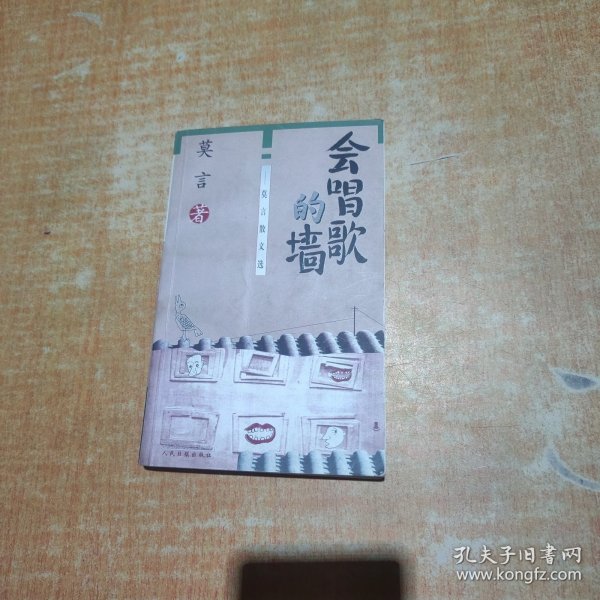 会唱歌
的墙
莫言散文选
莫言著
人民日报出版社
孔夫子旧书网
www.kongfz.com